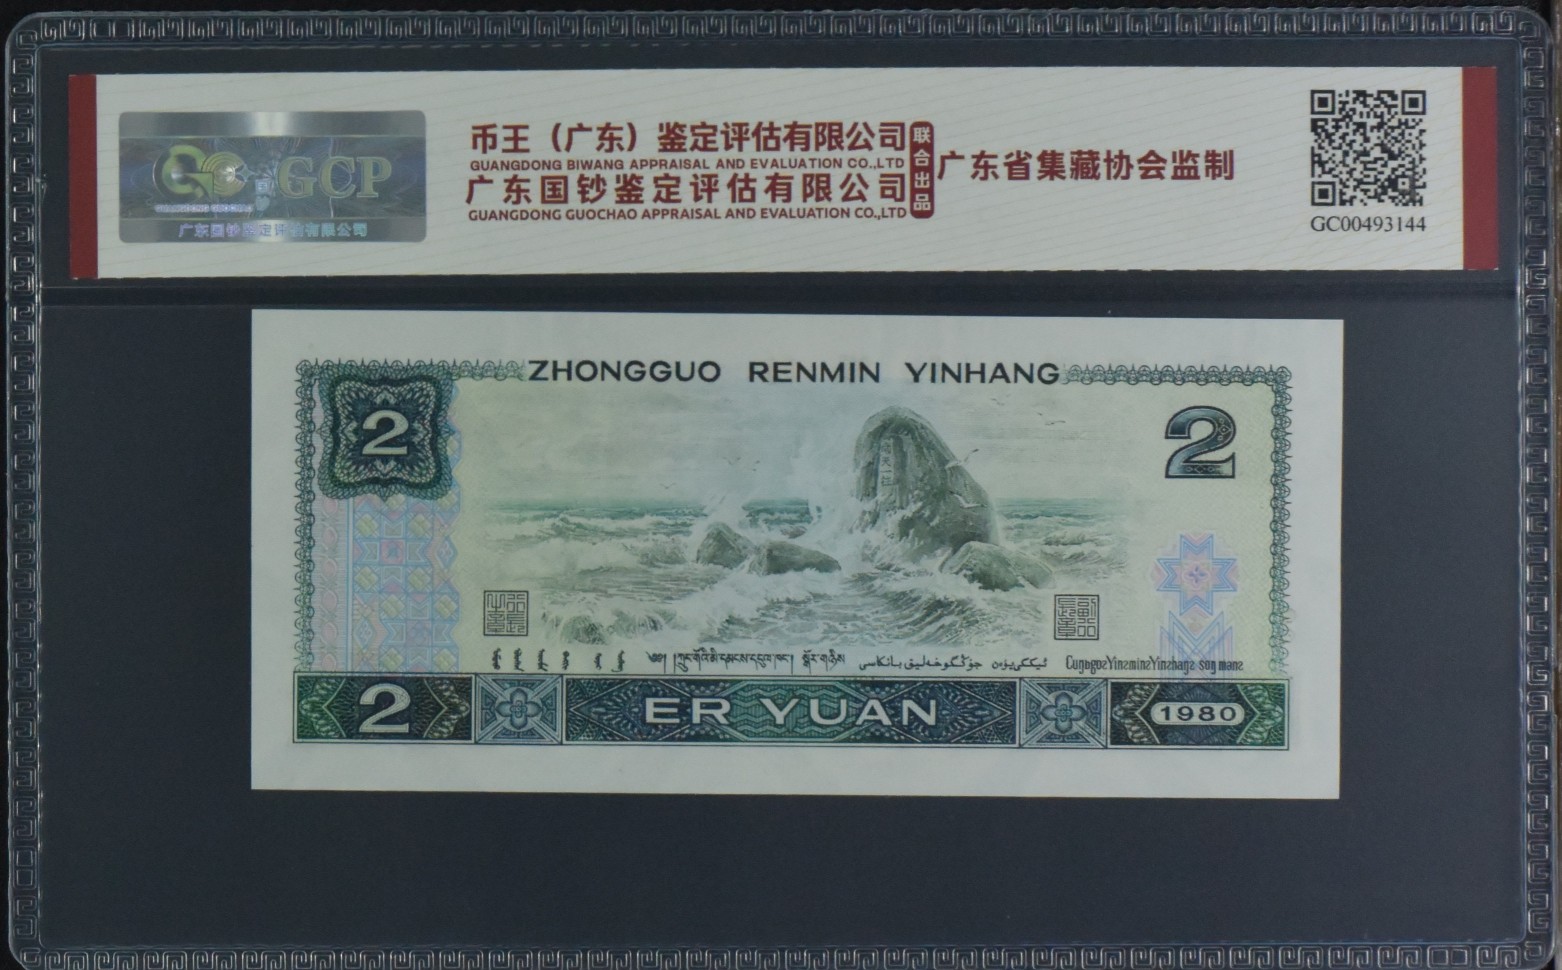 GCP
广东国钞鉴定评估有限公司
币王（广东）鉴定评估有限公司
GUANGDONG BIWANG APPRAISAL AND EVALUATION CO.,LTD
广东国钞鉴定评估有限公司
GUANGDONG GUOCHAO APPRAISAL AND EVALUATION CO.,LTD
联合出品
广东省集藏协会监制
GC00493144
ZHONGGUO RENMIN YINHANG
2
2
2
ER YUAN
1980